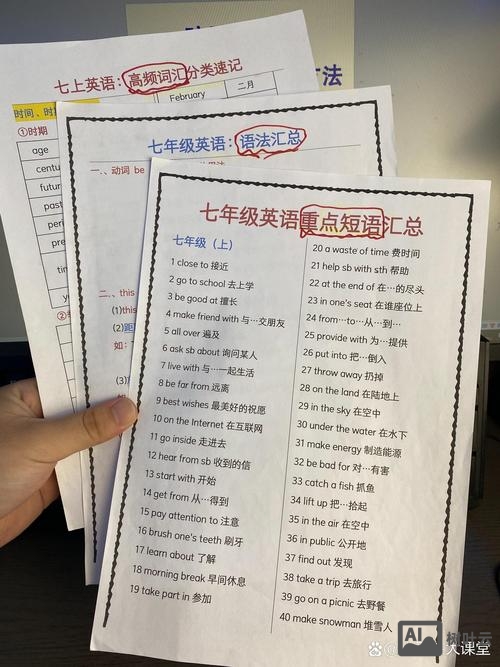 法
七上英语：高频词汇分类速记
February
二月
时间、时
①时期
age
centu
futur
past
peri
pre
tim
ye
七年级英语：语法汇总
一.、动词 be
二.、this
(1)this
(2)距
如：
(3)
如：
七年级英语重点短语汇总
七年级（上）
1 close to 接近
2 go to school 去上学
3 be good at 擅长
4 make friend with 与…交朋友
5 all over 遍及
6 ask sb about 询问某人
7 live with 与…一起生活
8 be far from 远离
9 best wishes 最美好的祝愿
10 on the Internet 在互联网
11 go inside 走进去
12 hear from sb 收到的信
13 start with 开始
14 get from 从…得到
15 pay attention to 注意
16 brush one's teeth 刷牙
17 learn about 了解
18 morning break 早间休息
19 take part in 参加
20 a waste of time 费时间
21 help sb with sth 帮助
22 at the end of 在…的尽头
23 in one's seat 在谁座位上
24 from…to… 从…到…
25 provide with 为…提供
26 put into 把…倒入
27 throw away 扔掉
28 on the land 在陆地上
29 in the sky 在空中
30 under the water 在水下
31 make energy 制造能源
32 be bad for 对…有害
33 catch a fish 抓鱼
34 lift up 把…抬起
35 in the air 在空中
36 in public 公开地
37 find out 发现
38 take a trip 去旅行
39 go on a picnic 去野餐
40 make snowman 堆雪人
AI
树叶云
大课堂